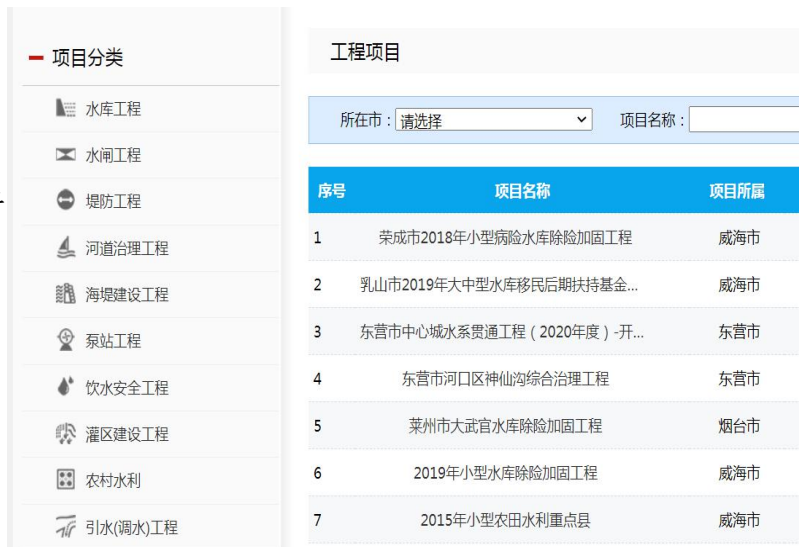 项目分类
水库工程
水闸工程
堤防工程
河道治理工程
海堤建设工程
泵站工程
饮水安全工程
灌区建设工程
农村水利
引水(调水)工程
工程项目
所在市：请选择 项目名称：
序号 项目名称 项目所属
1 荣成市2018年小型病险水库除险加固工程 威海市
2 乳山市2019年大中型水库移民后期扶持基金... 威海市
3 东营市中心城水系贯通工程（2020年度）-开... 东营市
4 东营市河口区神仙沟综合治理工程 东营市
5 莱州市大武官水库除险加固工程 烟台市
6 2019年小型水库除险加固工程 威海市
7 2015年小型农田水利重点县 威海市